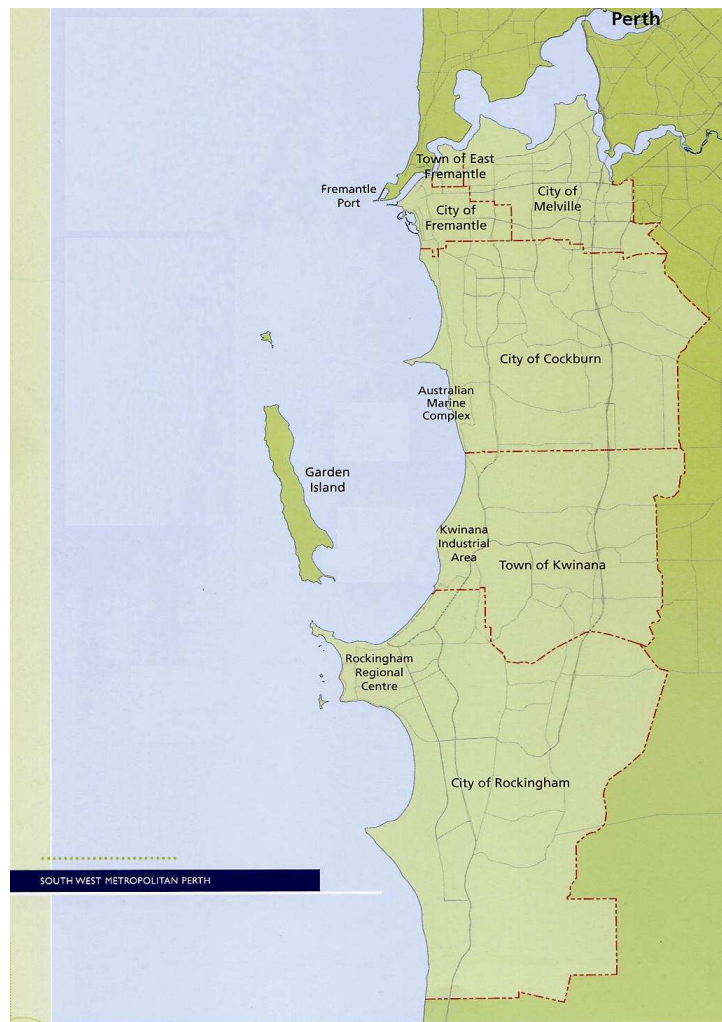 Perth
Town of East
Fremantle
Fremantle
Port
City of
Melville
City of
Fremantle
City of Cockburn
Australian
Marine
Complex
Garden
Island
Kwinana
Industrial
Area
Town of Kwinana
Rockingham
Regional
Centre
City of Rockingham
SOUTH WEST METROPOLITAN PERTH